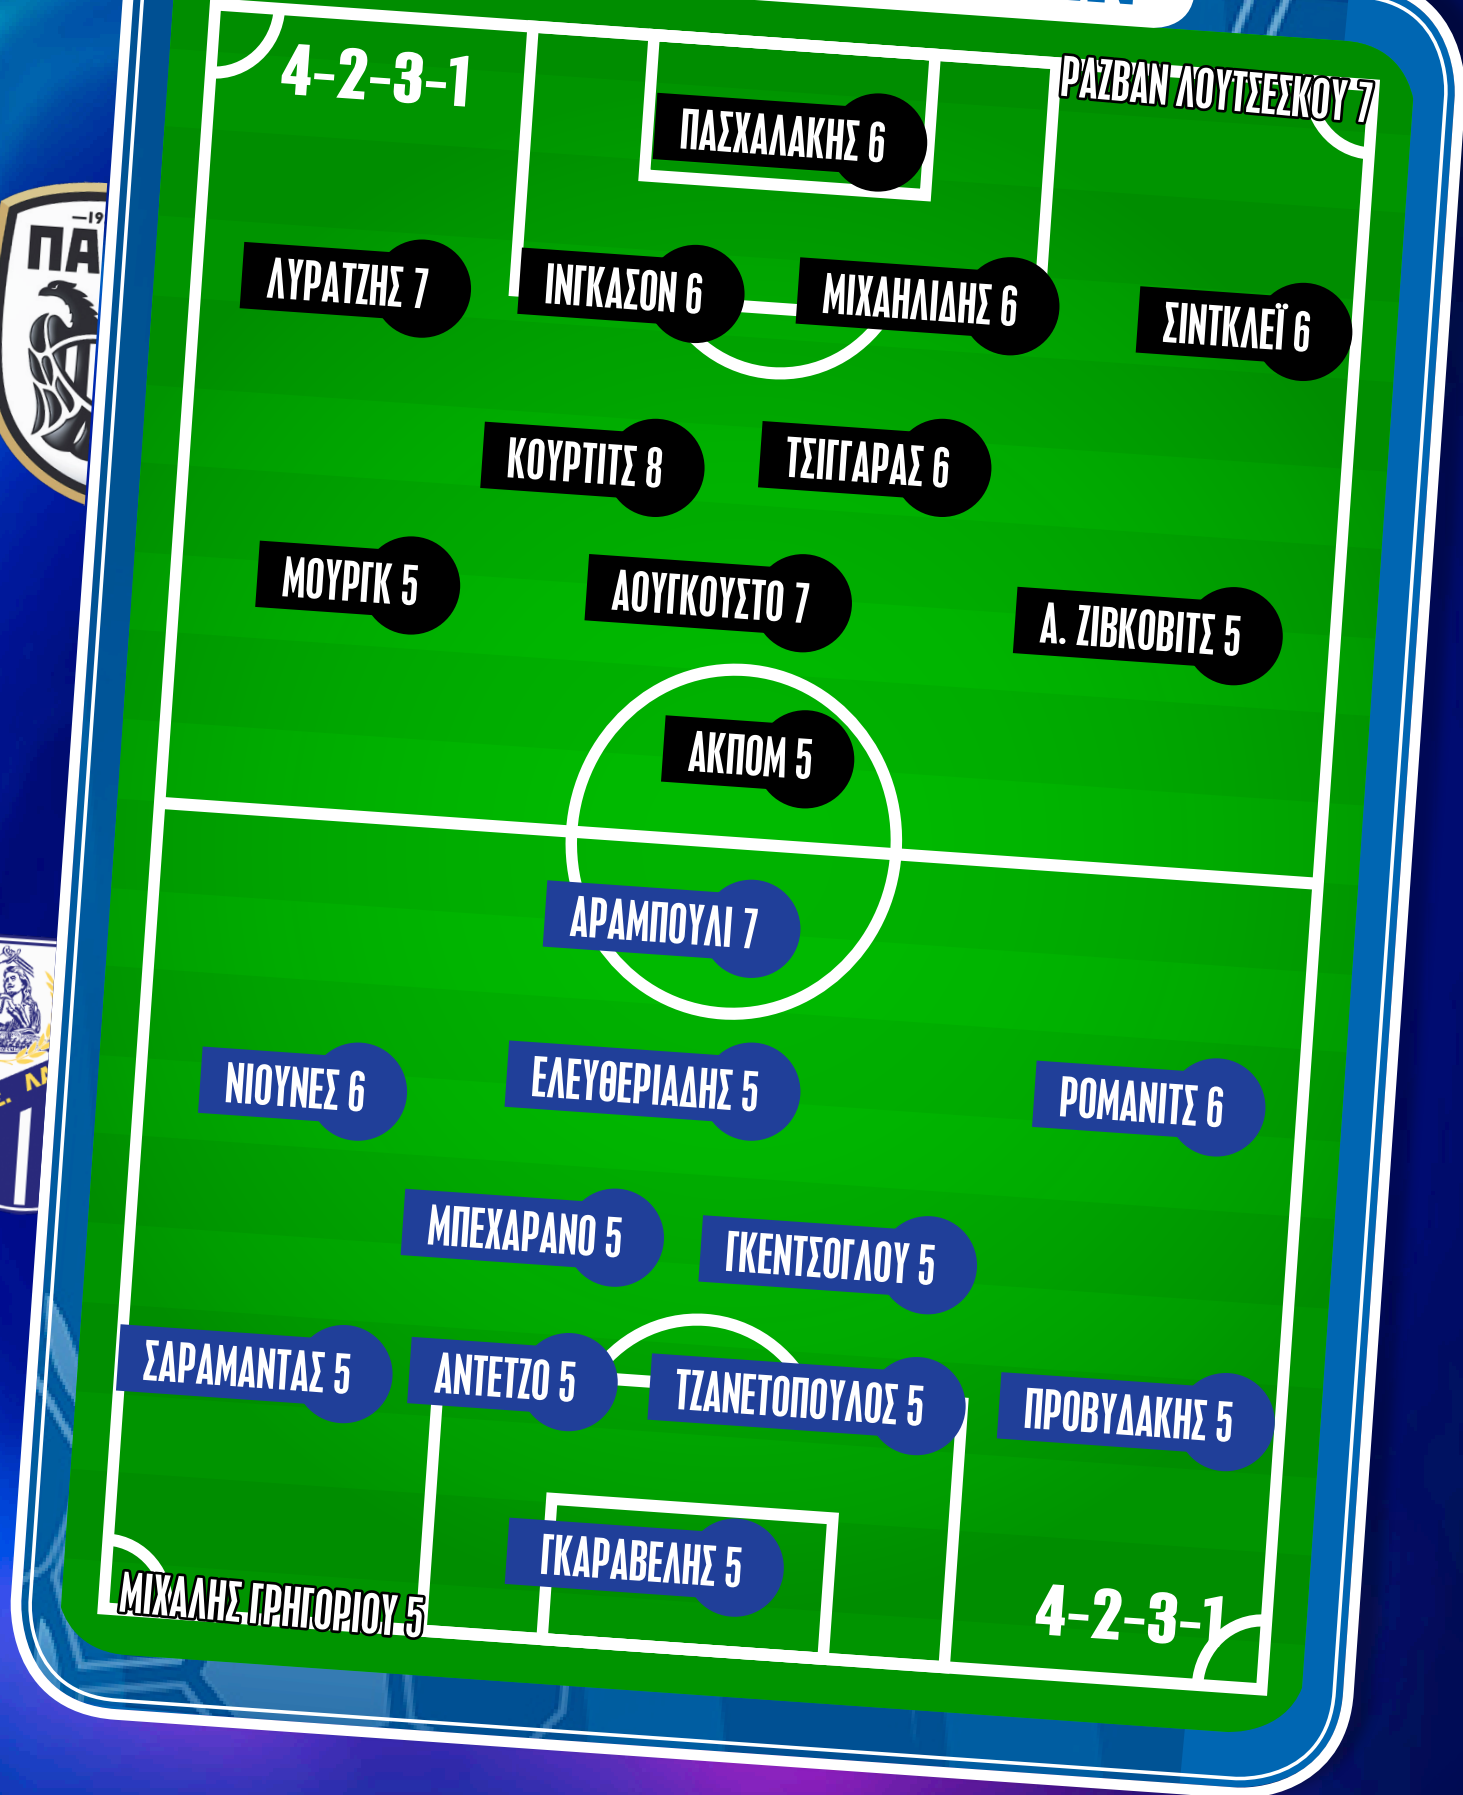 4-2-3-1
ΡΑΖΒΑΝ ΛΟΥΤΣΕΣΚΟΥ 7
ΠΑΣΧΑΛΑΚΗΣ 6
ΛΥΡΑΤΖΗΣ 7
ΙΝΓΚΑΣΟΝ 6
ΜΙΧΑΗΛΙΔΗΣ 6
ΣΙΝΤΚΛΕΪ 6
ΚΟΥΡΤΙΤΣ 8
ΤΣΙΓΓΑΡΑΣ 6
ΜΟΥΡΓΚ 5
ΑΟΥΓΚΟΥΣΤΟ 7
Α. ΖΙΒΚΟΒΙΤΣ 5
ΑΚΠΟΜ 5
ΑΡΑΜΠΟΥΛΙ 7
ΝΙΟΥΝΕΣ 6
ΕΛΕΥΘΕΡΙΑΔΗΣ 5
ΡΟΜΑΝΙΤΣ 6
ΜΠΕΧΑΡΑΝΟ 5
ΓΚΕΝΤΣΟΓΛΟΥ 5
ΣΑΡΑΜΑΝΤΑΣ 5
ΑΝΤΕΤΖΟ 5
ΤΖΑΝΕΤΟΠΟΥΛΟΣ 5
ΠΡΟΒΥΔΑΚΗΣ 5
ΓΚΑΡΑΒΕΛΗΣ 5
ΜΙΧΑΛΗΣ ΓΡΗΓΟΡΙΟΥ 5
4-2-3-1